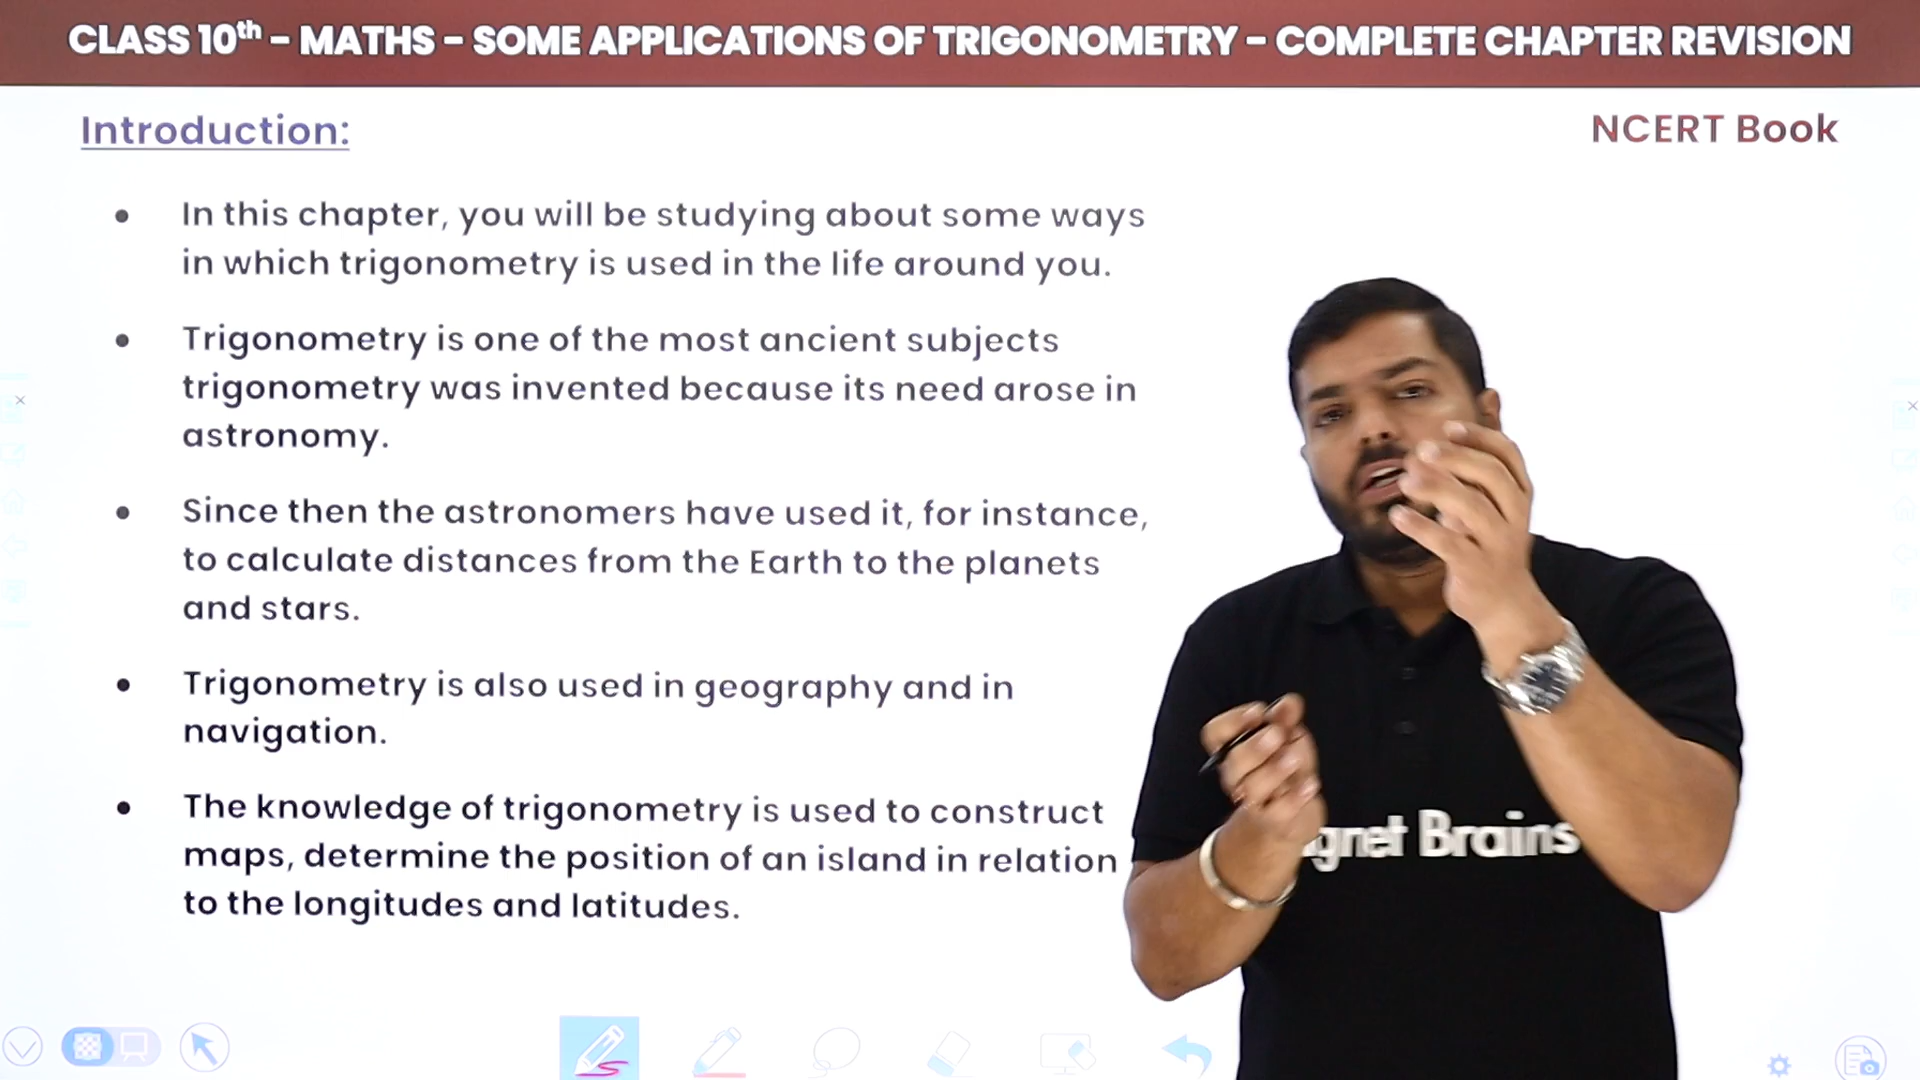 CLASS 10th - MATHS - SOME APPLICATIONS OF TRIGONOMETRY - COMPLETE CHAPTER REVISION
Introduction:
NCERT Book
• In this chapter, you will be studying about some ways
in which trigonometry is used in the life around you.
• Trigonometry is one of the most ancient subjects
trigonometry was invented because its need arose in
astronomy.
• Since then the astronomers have used it, for instance,
to calculate distances from the Earth to the planets
and stars.
• Trigonometry is also used in geography and in
navigation.
• The knowledge of trigonometry is used to construct
maps, determine the position of an island in relation
to the longitudes and latitudes.
gnet Brains